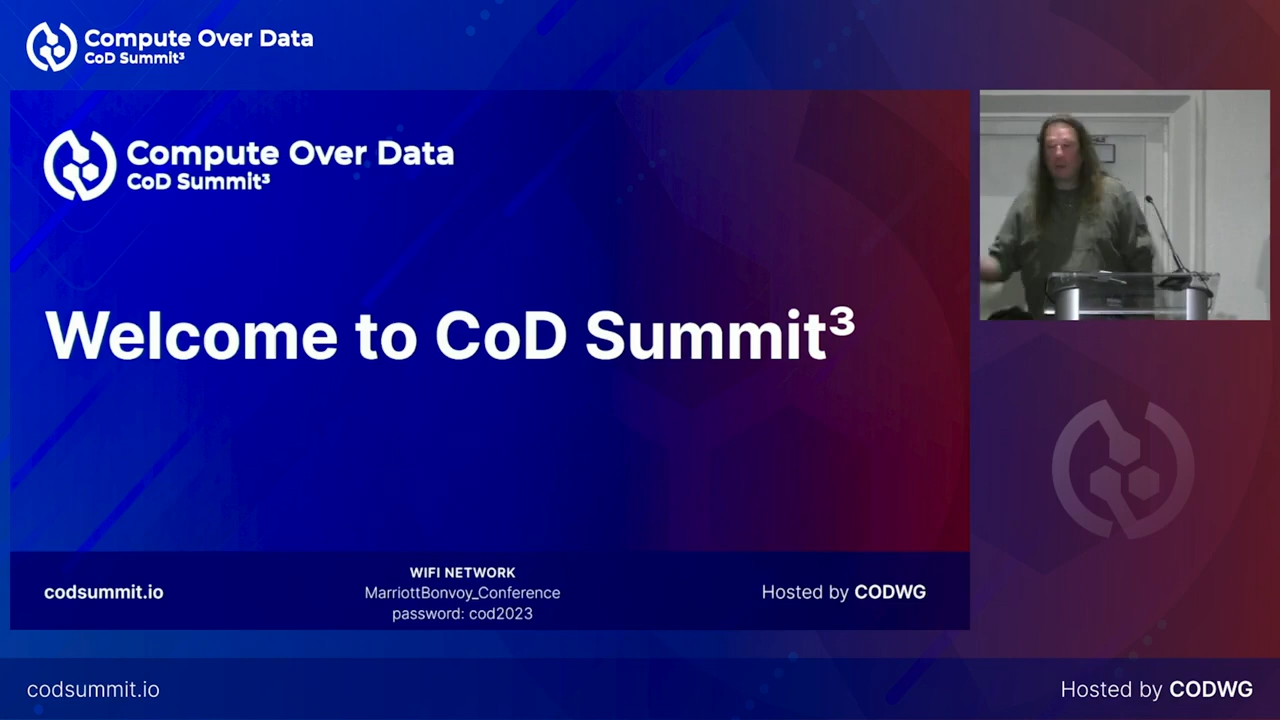 Compute Over Data
CoD Summit³
Compute Over Data
CoD Summit³
Welcome to CoD Summit³
codsummit.io
WIFI NETWORK
MarriottBonvoy_Conference
password: cod2023
Hosted by CODWG
codsummit.io
Hosted by CODWG